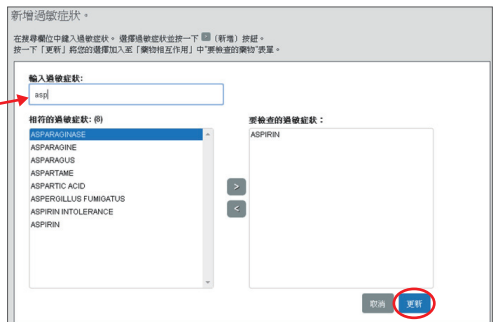 新增過敏症狀。
在搜尋欄位中鍵入過敏症狀。選擇過敏症狀並按一下 （新增）按鈕。
按一下「更新」將您的選擇加入至「藥物相互作用」中"要檢查的藥物"表單。
輸入過敏症狀:
asp
相符的過敏症狀: (8)
ASPARAGINASE
ASPARAGINE
ASPARAGUS
ASPARTAME
ASPARTIC ACID
ASPERGILLUS FUMIGATUS
ASPIRIN INTOLERANCE
ASPIRIN
>
<
要檢查的過敏症狀：
ASPIRIN
取消 更新